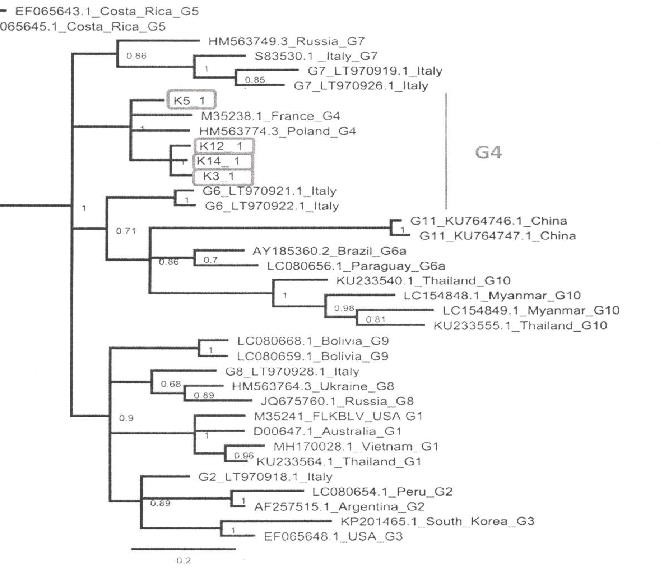 EF065643.1_Costa_Rica_G5
065645.1_Costa_Rica_G5
HM563749.3_Russia_G7
0.86
S83530.1_Italy_G7
1
G7_LT970919.1_Italy
0.85
G7_LT970926.1_Italy
K5_1
M35238.1_France_G4
1
HM563774.3_Poland_G4
K12_1
G4
1
K14_1
K3_1
G6_LT970921.1_Italy
1
1
G6_LT970922.1_Italy
G11_KU764746.1_China
0.71
1
G11_KU764747.1_China
AY185360.2_Brazil_G6a
0.86
0.7
LC080656.1_Paraguay_G6a
KU233540.1_Thailand_G10
1
LC154848.1_Myanmar_G10
0.98
LC154849.1_Myanmar_G10
0.81
KU233555.1_Thailand_G10
LC080668.1_Bolivia_G9
1
LC080659.1_Bolivia_G9
G8_LT970928.1_Italy
0.68
HM563764.3_Ukraine_G8
0.89
JQ675760.1_Russia_G8
0.9
M35241_FLKBLV_USA G1
1
D00647.1_Australia_G1
MH170028.1_Vietnam_G1
0.96
KU233564.1_Thailand_G1
G2_LT970918.1_Italy
LC080654.1_Peru_G2
0.89
1
AF257515.1_Argentina_G2
KP201465.1_South_Korea_G3
1
EF065648.1_USA_G3
0.2